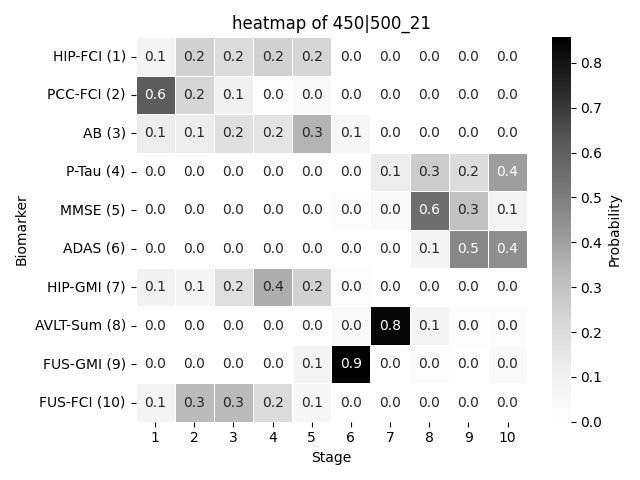 heatmap of 450|500_21
HIP-FCI (1) 0.1 0.2 0.2 0.2 0.2 0.0 0.0 0.0 0.0 0.0
PCC-FCI (2) 0.6 0.2 0.1 0.0 0.0 0.0 0.0 0.0 0.0 0.0
AB (3) 0.1 0.1 0.2 0.2 0.3 0.1 0.0 0.0 0.0 0.0
P-Tau (4) 0.0 0.0 0.0 0.0 0.0 0.0 0.1 0.3 0.2 0.4
MMSE (5) 0.0 0.0 0.0 0.0 0.0 0.0 0.0 0.6 0.3 0.1
ADAS (6) 0.0 0.0 0.0 0.0 0.0 0.0 0.0 0.1 0.5 0.4
HIP-GMI (7) 0.1 0.1 0.2 0.4 0.2 0.0 0.0 0.0 0.0 0.0
AVLT-Sum (8) 0.0 0.0 0.0 0.0 0.0 0.0 0.8 0.1 0.0 0.0
FUS-GMI (9) 0.0 0.0 0.0 0.0 0.1 0.9 0.0 0.0 0.0 0.0
FUS-FCI (10) 0.1 0.3 0.3 0.2 0.1 0.0 0.0 0.0 0.0 0.0
1 2 3 4 5 6 7 8 9 10
Stage
Biomarker
0.8
0.7
0.6
0.5
0.4
0.3
0.2
0.1
0.0
Probability